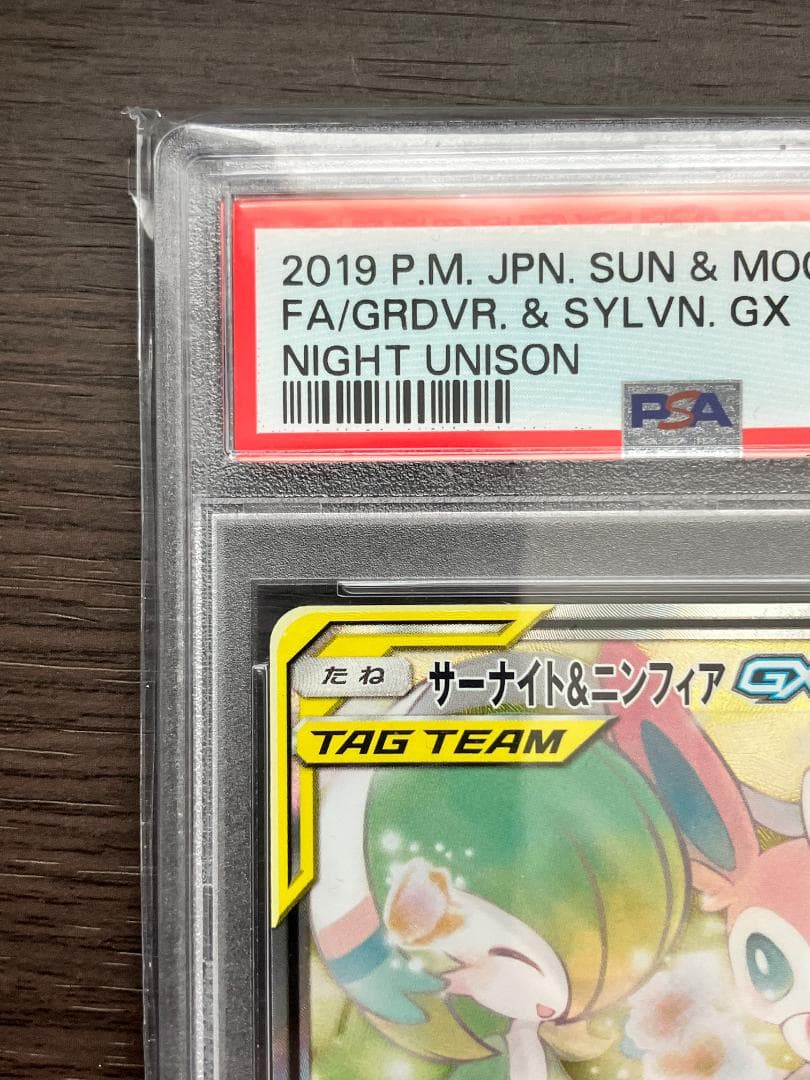 2019 P.M. JPN. SUN & MOO
FA/GRDVR. & SYLVN. GX
NIGHT UNISON
PSA
たね サーナイト&ニンフィア GX
TAG TEAM